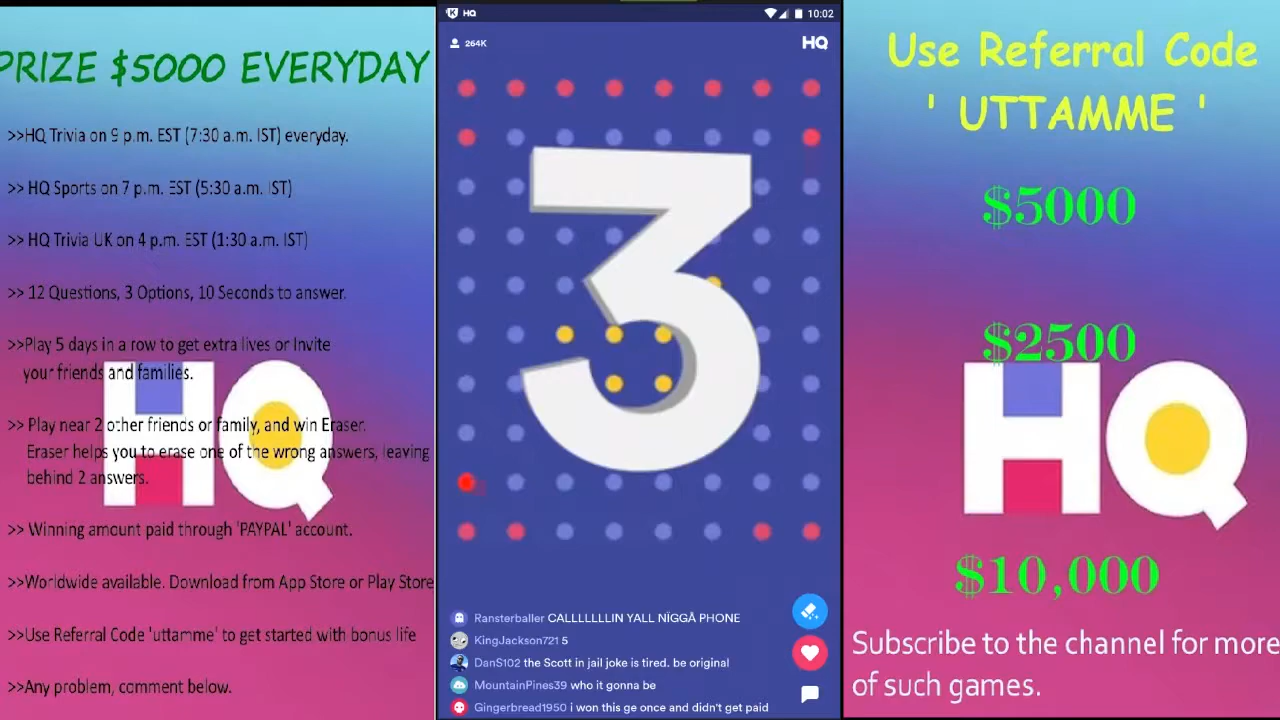 PRIZE $5000 EVERYDAY
>>HQ Trivia on 9 p.m. EST (7:30 a.m. IST) everyday.
>> HQ Sports on 7 p.m. EST (5:30 a.m. IST)
>> HQ Trivia UK on 4 p.m. EST (1:30 a.m. IST)
>> 12 Questions, 3 Options, 10 Seconds to answer.
>>Play 5 days in a row to get extra lives or Invite
your friends and families.
>> Play near 2 other friends or family, and win Eraser.
Eraser helps you to erase one of the wrong answers, leaving
behind 2 answers.
>> Winning amount paid through 'PAYPAL' account.
>>Worldwide available. Download from App Store or Play Store
>>Use Referral Code 'uttamme' to get started with bonus life
>>Any problem, comment below.
HQ
HQ
10:02
264K
HQ
3
Ransterballer CALLLLLLLIN YALL NÏGGÅ PHONE
KingJackson721 5
DanS102 the Scott in jail joke is tired. be original
MountainPines39 who it gonna be
Gingerbread1950 i won this ge once and didn't get paid
Use Referral Code
' UTTAMME '
$5000
$2500
HQ
$10,000
Subscribe to the channel for more
of such games.